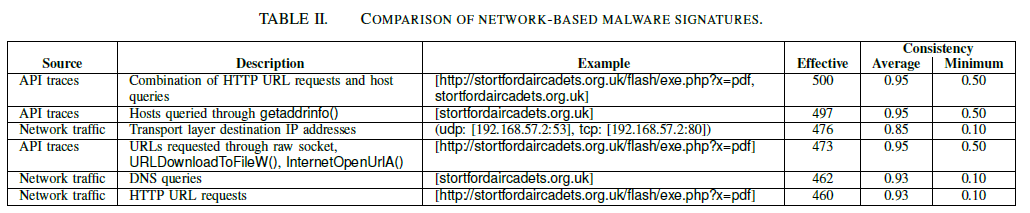 TABLE II. COMPARISON OF NETWORK-BASED MALWARE SIGNATURES.
Consistency
Source Description Example Effective Average Minimum
API traces Combination of HTTP URL requests and host [http://stortfordaircadets.org.uk/flash/exe.php?x=pdf, 500 0.95 0.50
queries stortfordaircadets.org.uk]
API traces Hosts queried through getaddrinfo() [stortfordaircadets.org.uk] 497 0.95 0.50
Network traffic Transport layer destination IP addresses (udp: [192.168.57.2:53], tcp: [192.168.57.2:80]) 476 0.85 0.10
API traces URLs requested through raw socket, [http://stortfordaircadets.org.uk/flash/exe.php?x=pdf] 473 0.95 0.50
URLDownloadToFileW(), InternetOpenUrlA()
Network traffic DNS queries [stortfordaircadets.org.uk] 462 0.93 0.10
Network traffic HTTP URL requests [http://stortfordaircadets.org.uk/flash/exe.php?x=pdf] 460 0.93 0.10